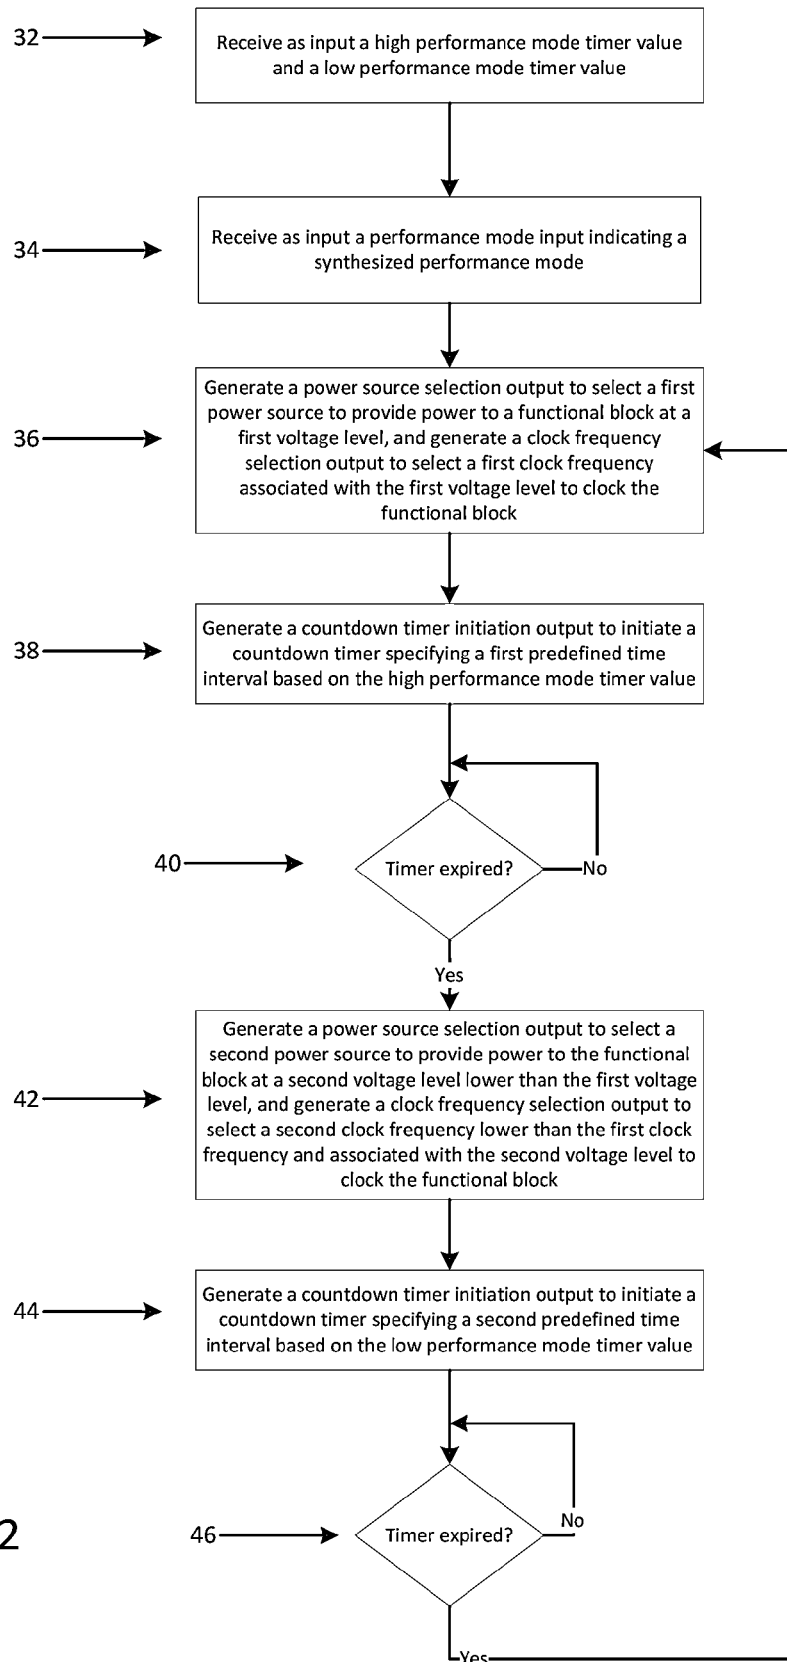 32
Receive as input a high performance mode timer value
and a low performance mode timer value
34
Receive as input a performance mode input indicating a
synthesized performance mode
36
Generate a power source selection output to select a first
power source to provide power to a functional block at a
first voltage level, and generate a clock frequency
selection output to select a first clock frequency
associated with the first voltage level to clock the
functional block
38
Generate a countdown timer initiation output to initiate a
countdown timer specifying a first predefined time
interval based on the high performance mode timer value
40
Timer expired?
No
Yes
42
Generate a power source selection output to select a
second power source to provide power to the functional
block at a second voltage level lower than the first voltage
level, and generate a clock frequency selection output to
select a second clock frequency lower than the first clock
frequency and associated with the second voltage level to
clock the functional block
44
Generate a countdown timer initiation output to initiate a
countdown timer specifying a second predefined time
interval based on the low performance mode timer value
2
46
Timer expired?
No
Yes